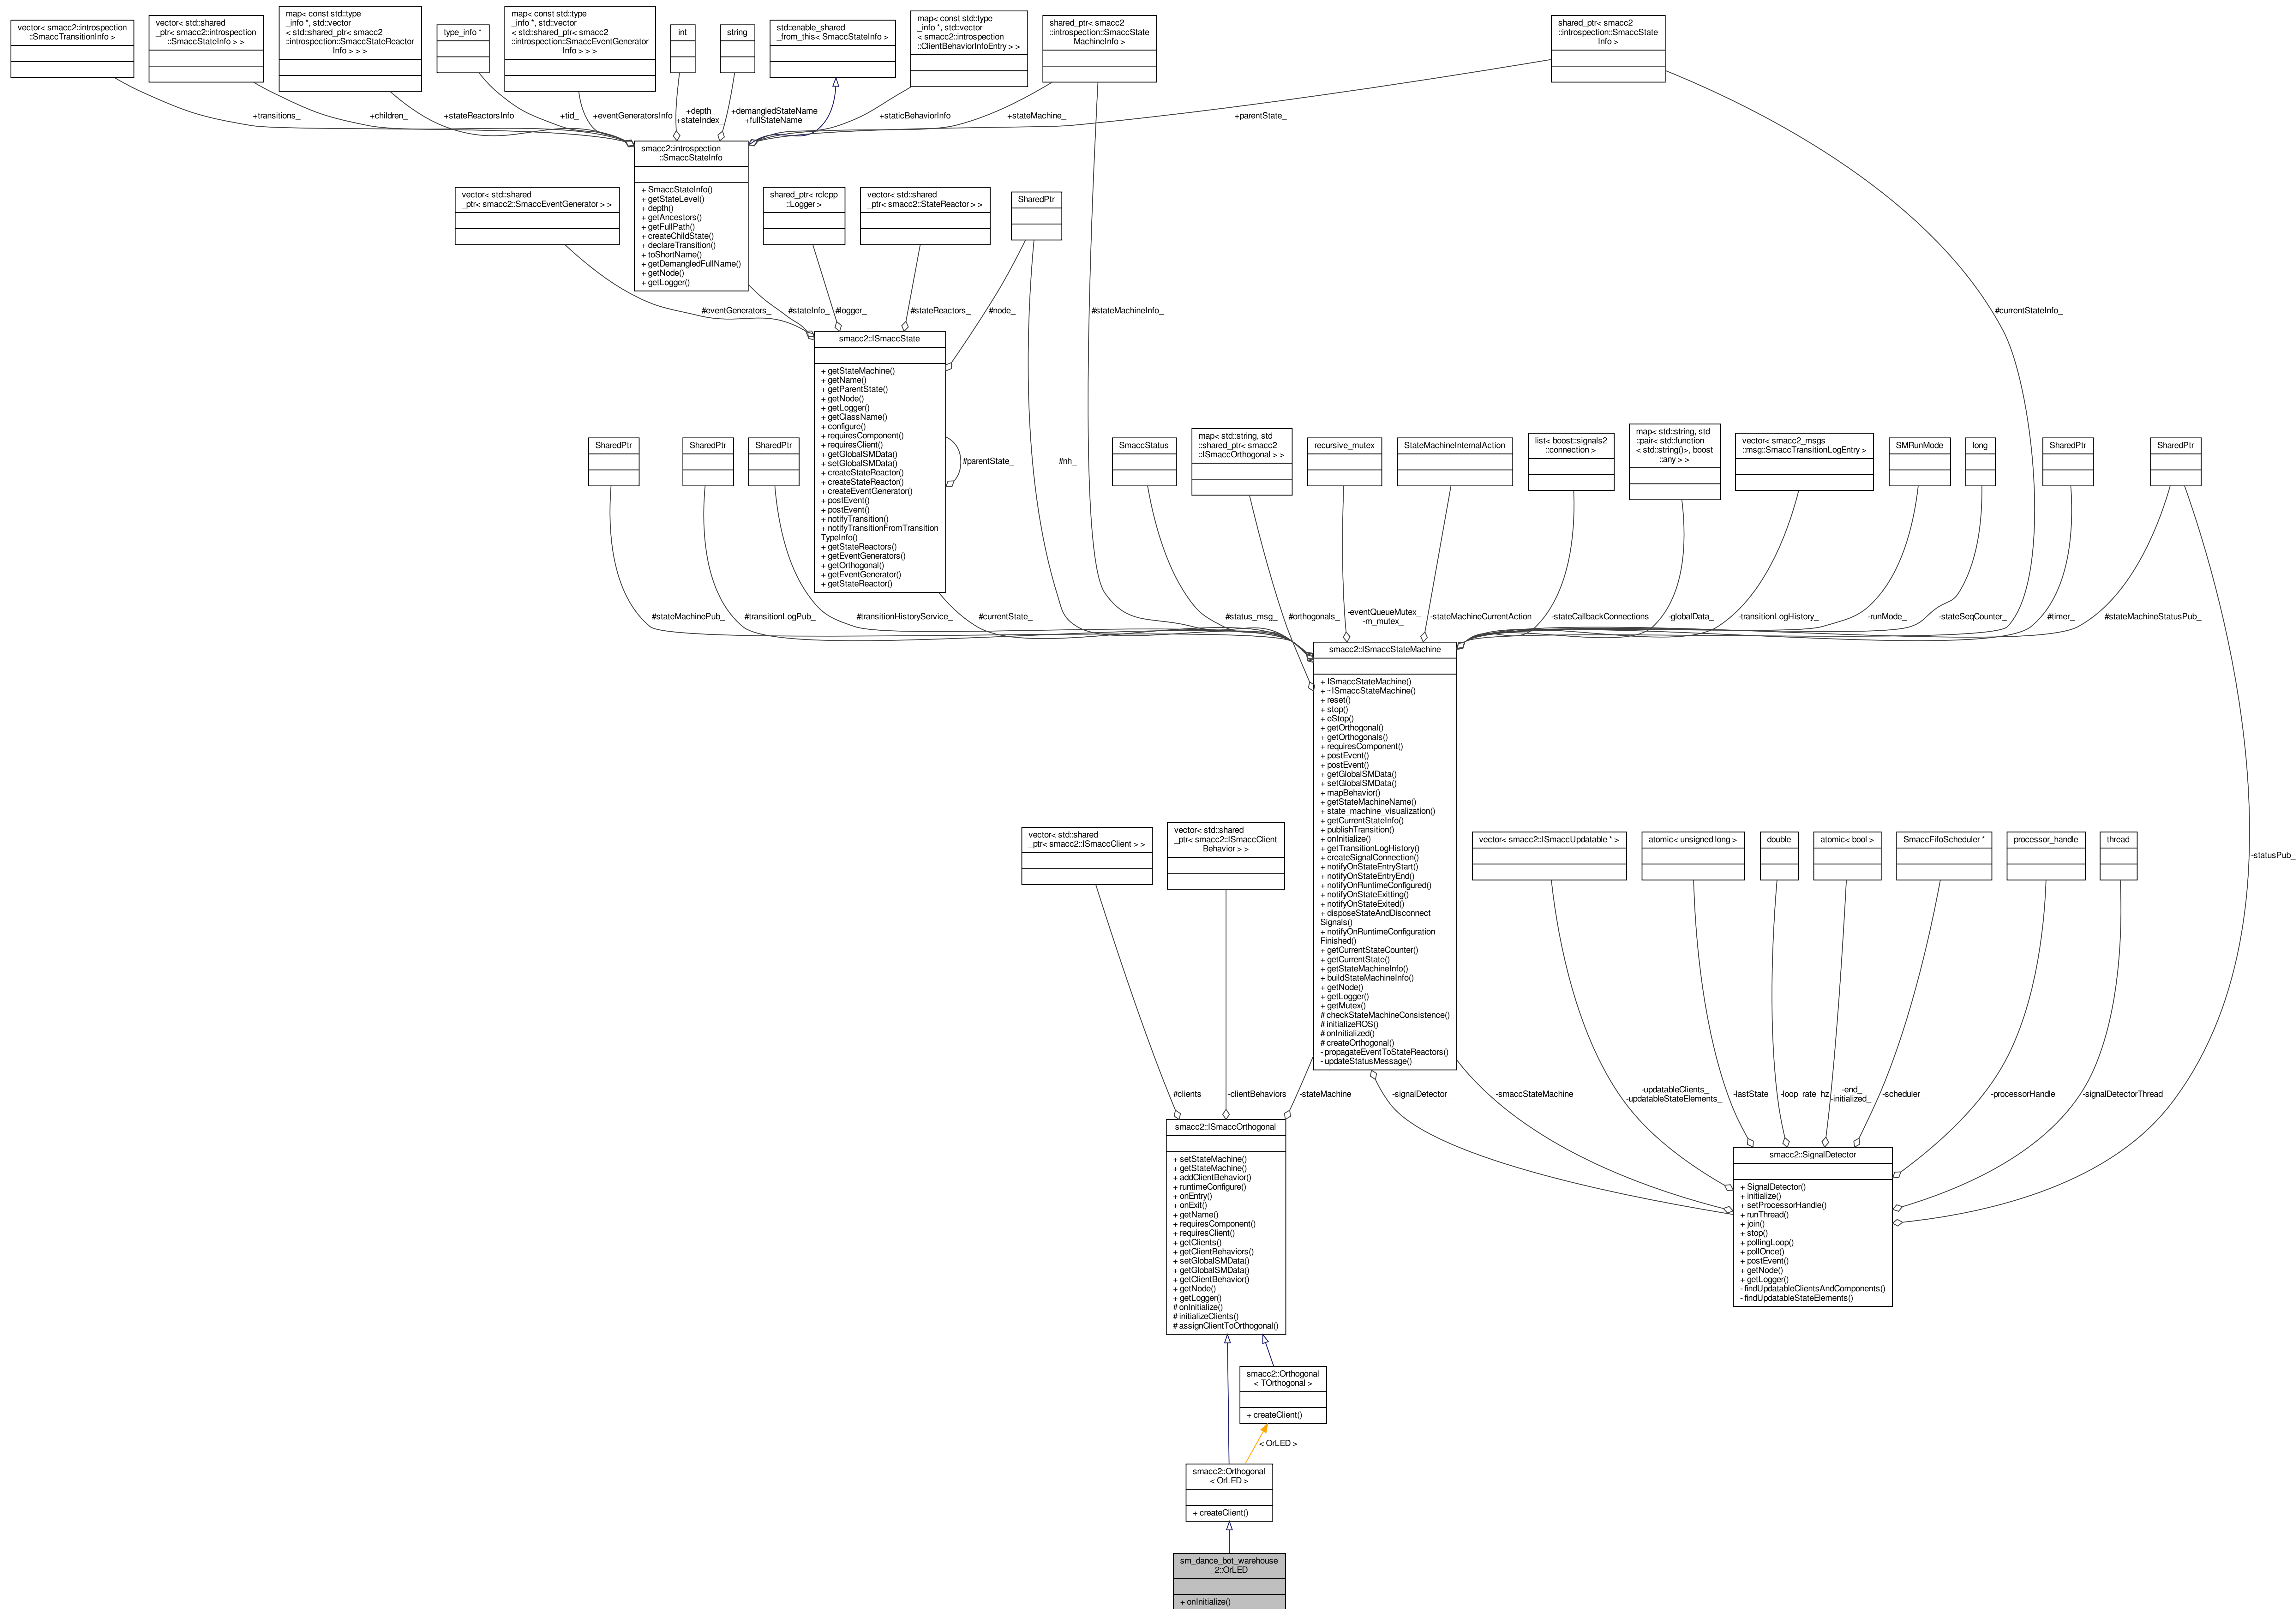 vector< smacc2::introspection
::SmaccTransitionInfo >
vector< std::shared
_ptr< smacc2::introspection
::SmaccStateInfo > >
map< const std::type
_info *, std::vector
< std::shared_ptr< smacc2
::introspection::SmaccStateReactor
Info > > >
type_info *
map< const std::type
_info *, std::vector
< std::shared_ptr< smacc2
::introspection::SmaccEventGenerator
Info > > >
int
string
std::enable_shared
_from_this< SmaccStateInfo >
map< const std::type
_info *, std::vector
< smacc2::introspection
::ClientBehaviorInfoEntry > >
shared_ptr< smacc2
::introspection::SmaccState
MachineInfo >
shared_ptr< smacc2
::introspection::SmaccState
Info >
+transitions_
+children_
+stateReactorsInfo
+tid_
+eventGeneratorsInfo
+depth_
+stateIndex_
+demangledStateName
+fullStateName
+staticBehaviorInfo
+stateMachine_
+parentState_
smacc2::introspection
::SmaccStateInfo
+ SmaccStateInfo()
+ getStateLevel()
+ depth()
+ getAncestors()
+ getFullPath()
+ createChildState()
+ declareTransition()
+ toShortName()
+ getDemangledFullName()
+ getNode()
+ getLogger()
vector< std::shared
_ptr< smacc2::SmaccEventGenerator > >
shared_ptr< rclcpp
::Logger >
vector< std::shared
_ptr< smacc2::StateReactor > >
SharedPtr
#eventGenerators_
#stateInfo_
#logger_
#stateReactors_
#node_
#stateMachineInfo_
#currentStateInfo_
smacc2::ISmaccState
+ getStateMachine()
+ getName()
+ getParentState()
+ getNode()
+ getLogger()
+ getClassName()
+ configure()
+ requiresComponent()
+ requiresClient()
+ getGlobalSMData()
+ setGlobalSMData()
+ createStateReactor()
+ createStateReactor()
+ createEventGenerator()
+ postEvent()
+ postEvent()
+ notifyTransition()
+ notifyTransitionFromTransition
TypeInfo()
+ getStateReactors()
+ getEventGenerators()
+ getOrthogonal()
+ getEventGenerator()
+ getStateReactor()
#parentState_
#nh_
SharedPtr
SharedPtr
SharedPtr
SmaccStatus
map< std::string, std
::shared_ptr< smacc2
::ISmaccOrthogonal > >
recursive_mutex
StateMachineInternalAction
list< boost::signals2
::connection >
map< std::string, std
::pair< std::function
< std::string()>, boost
::any > >
vector< smacc2_msgs
::msg::SmaccTransitionLogEntry >
SMRunMode
long
SharedPtr
SharedPtr
#stateMachinePub_
#transitionLogPub_
#transitionHistoryService_
#currentState_
#status_msg_
#orthogonals_
-eventQueueMutex_
-m_mutex_
-stateMachineCurrentAction
-stateCallbackConnections
-globalData_
-transitionLogHistory_
-runMode_
-stateSeqCounter_
#timer_
#stateMachineStatusPub_
smacc2::ISmaccStateMachine
+ ISmaccStateMachine()
+ ~ISmaccStateMachine()
+ reset()
+ stop()
+ eStop()
+ getOrthogonal()
+ getOrthogonals()
+ requiresComponent()
+ postEvent()
+ postEvent()
+ getGlobalSMData()
+ setGlobalSMData()
+ mapBehavior()
+ getStateMachineName()
+ state_machine_visualization()
+ getCurrentStateInfo()
+ publishTransition()
+ onInitialize()
+ getTransitionLogHistory()
+ createSignalConnection()
+ notifyOnStateEntryStart()
+ notifyOnStateEntryEnd()
+ notifyOnRuntimeConfigured()
+ notifyOnStateExitting()
+ notifyOnStateExited()
+ disposeStateAndDisconnect
Signals()
+ notifyOnRuntimeConfiguration
Finished()
+ getCurrentStateCounter()
+ getCurrentState()
+ getStateMachineInfo()
+ buildStateMachineInfo()
+ getNode()
+ getLogger()
+ getMutex()
# checkStateMachineConsistence()
# initializeROS()
# onInitialized()
# createOrthogonal()
- propagateEventToStateReactors()
- updateStatusMessage()
vector< std::shared
_ptr< smacc2::ISmaccClient > >
vector< std::shared
_ptr< smacc2::ISmaccClient
Behavior > >
vector< smacc2::ISmaccUpdatable * >
atomic< unsigned long >
double
atomic< bool >
SmaccFifoScheduler *
processor_handle
thread
-statusPub_
#clients_
-clientBehaviors_
-stateMachine_
-signalDetector_
-smaccStateMachine_
-updatableClients_
-updatableStateElements_
-lastState_
-loop_rate_hz
-end_
-initialized_
-scheduler_
-processorHandle_
-signalDetectorThread_
smacc2::ISmaccOrthogonal
+ setStateMachine()
+ getStateMachine()
+ addClientBehavior()
+ runtimeConfigure()
+ onEntry()
+ onExit()
+ getName()
+ requiresComponent()
+ requiresClient()
+ getClients()
+ getClientBehaviors()
+ setGlobalSMData()
+ getGlobalSMData()
+ getClientBehavior()
+ getNode()
+ getLogger()
# onInitialize()
# initializeClients()
# assignClientToOrthogonal()
smacc2::SignalDetector
+ SignalDetector()
+ initialize()
+ setProcessorHandle()
+ runThread()
+ join()
+ stop()
+ pollingLoop()
+ pollOnce()
+ postEvent()
+ getNode()
+ getLogger()
- findUpdatableClientsAndComponents()
- findUpdatableStateElements()
smacc2::Orthogonal
< TOrthogonal >
+ createClient()
< OrLED >
smacc2::Orthogonal
< OrLED >
+ createClient()
sm_dance_bot_warehouse
_2::OrLED
+ onInitialize()